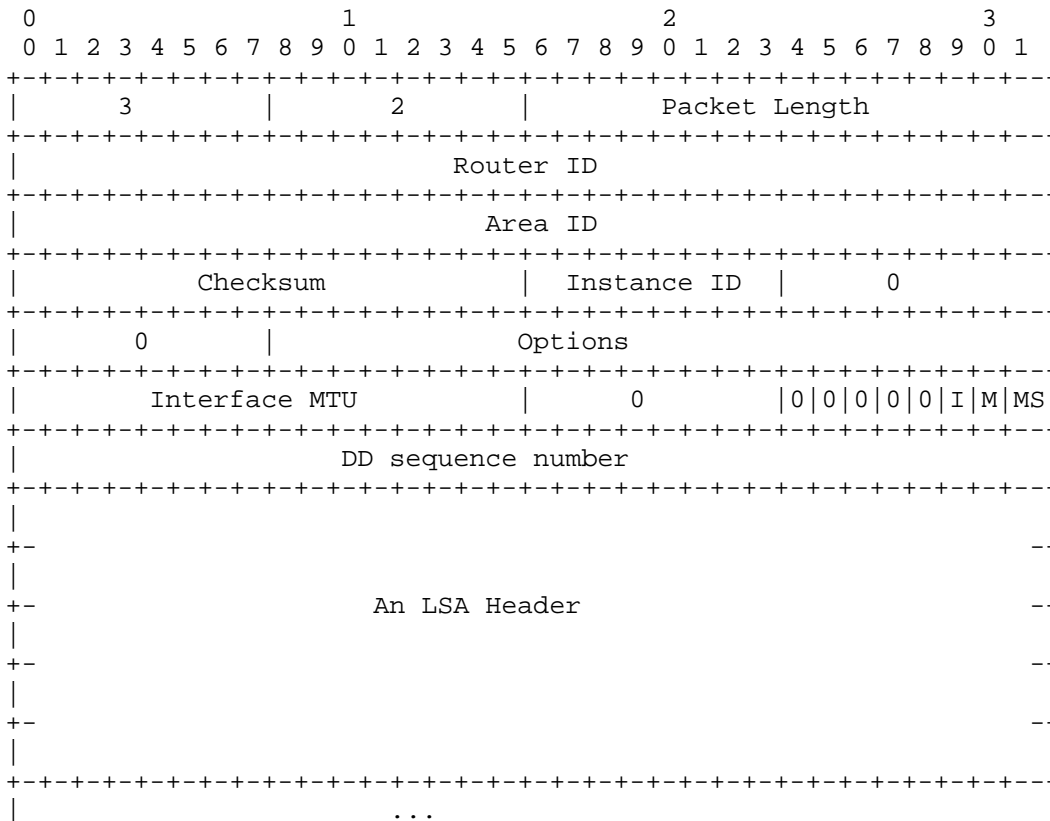 0                   1                   2                   3
 0 1 2 3 4 5 6 7 8 9 0 1 2 3 4 5 6 7 8 9 0 1 2 3 4 5 6 7 8 9 0 1
+-+-+-+-+-+-+-+-+-+-+-+-+-+-+-+-+-+-+-+-+-+-+-+-+-+-+-+-+-+-+-+--
|      3        |       2       |        Packet Length
+-+-+-+-+-+-+-+-+-+-+-+-+-+-+-+-+-+-+-+-+-+-+-+-+-+-+-+-+-+-+-+--
|                           Router ID
+-+-+-+-+-+-+-+-+-+-+-+-+-+-+-+-+-+-+-+-+-+-+-+-+-+-+-+-+-+-+-+--
|                             Area ID
+-+-+-+-+-+-+-+-+-+-+-+-+-+-+-+-+-+-+-+-+-+-+-+-+-+-+-+-+-+-+-+--
|           Checksum            |  Instance ID  |      0
+-+-+-+-+-+-+-+-+-+-+-+-+-+-+-+-+-+-+-+-+-+-+-+-+-+-+-+-+-+-+-+--
|       0       |               Options
+-+-+-+-+-+-+-+-+-+-+-+-+-+-+-+-+-+-+-+-+-+-+-+-+-+-+-+-+-+-+-+--
|        Interface MTU          |      0        |0|0|0|0|0|I|M|MS
+-+-+-+-+-+-+-+-+-+-+-+-+-+-+-+-+-+-+-+-+-+-+-+-+-+-+-+-+-+-+-+--
|                    DD sequence number
+-+-+-+-+-+-+-+-+-+-+-+-+-+-+-+-+-+-+-+-+-+-+-+-+-+-+-+-+-+-+-+--
|
+-                                                             --
|
+-                     An LSA Header                           --
|
+-                                                             --
|
+-                                                             --
|
+-+-+-+-+-+-+-+-+-+-+-+-+-+-+-+-+-+-+-+-+-+-+-+-+-+-+-+-+-+-+-+--
|                       ...